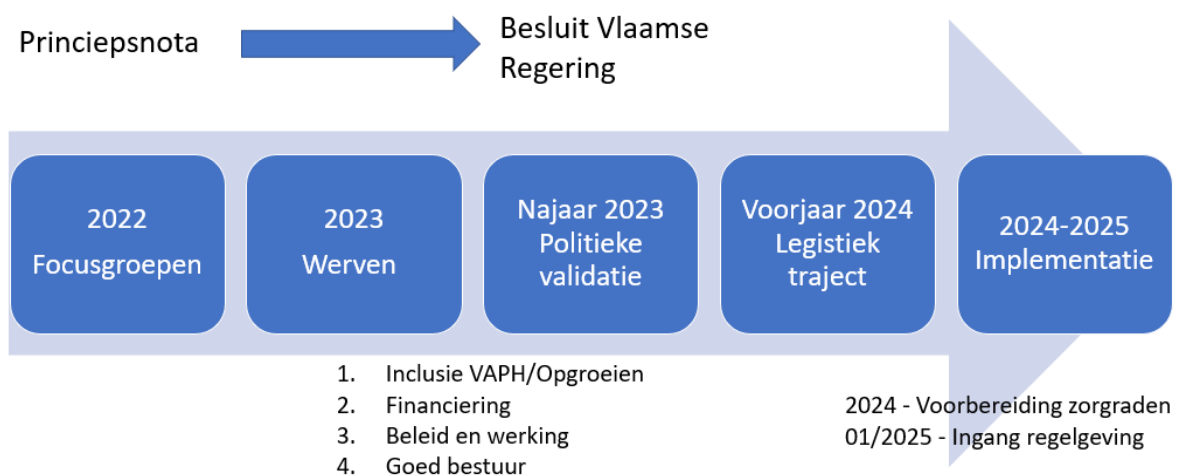 Princiepsnota
Besluit Vlaamse
Regering
2022
Focusgroepen
2023
Werven
Najaar 2023
Politieke
validatie
Voorjaar 2024
Legistiek
traject
2024-2025
Implementatie
1. Inclusie VAPH/Opgroeien
2. Financiering
3. Beleid en werking
4. Goed bestuur
2024 - Voorbereiding zorgraden
01/2025 - Ingang regelgeving